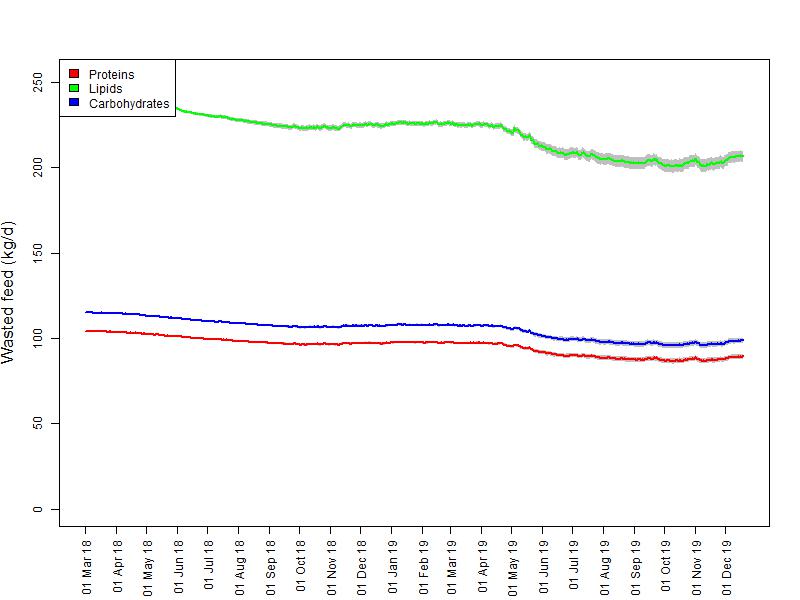 Proteins
Lipids
Carbohydrates
Wasted feed (kg/d)
250
200
150
100
50
0
01 Mar 18
01 Apr 18
01 May 18
01 Jun 18
01 Jul 18
01 Aug 18
01 Sep 18
01 Oct 18
01 Nov 18
01 Dec 18
01 Jan 19
01 Feb 19
01 Mar 19
01 Apr 19
01 May 19
01 Jun 19
01 Jul 19
01 Aug 19
01 Sep 19
01 Oct 19
01 Nov 19
01 Dec 19